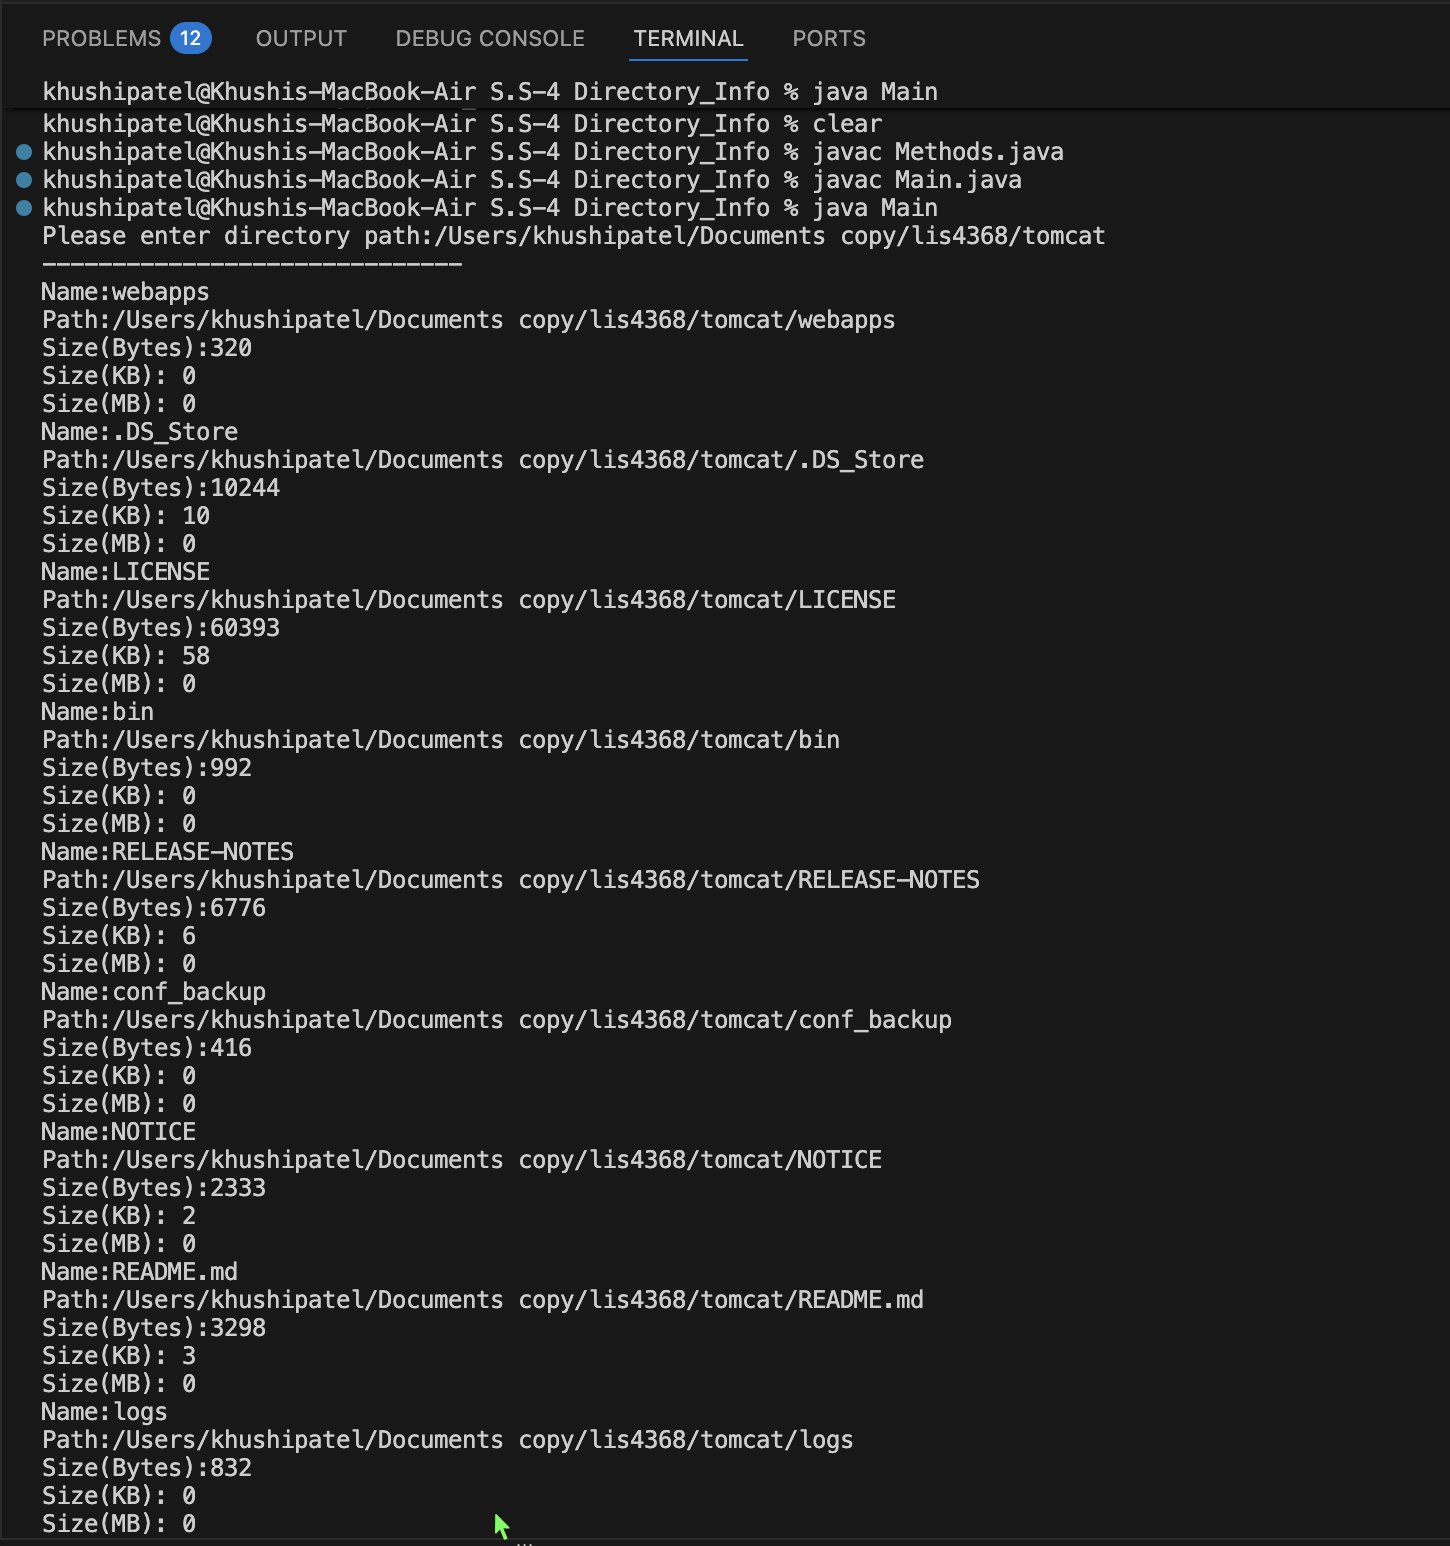 PROBLEMS 12 OUTPUT DEBUG CONSOLE TERMINAL PORTS
khushipatel@Khushis-MacBook-Air S.S-4 Directory_Info % java Main
khushipatel@Khushis-MacBook-Air S.S-4 Directory_Info % clear
khushipatel@Khushis-MacBook-Air S.S-4 Directory_Info % javac Methods.java
khushipatel@Khushis-MacBook-Air S.S-4 Directory_Info % javac Main.java
khushipatel@Khushis-MacBook-Air S.S-4 Directory_Info % java Main
Please enter directory path:/Users/khushipatel/Documents copy/lis4368/tomcat
------------------------------
Name:webapps
Path:/Users/khushipatel/Documents copy/lis4368/tomcat/webapps
Size(Bytes):320
Size(KB): 0
Size(MB): 0
Name:.DS_Store
Path:/Users/khushipatel/Documents copy/lis4368/tomcat/.DS_Store
Size(Bytes):10244
Size(KB): 10
Size(MB): 0
Name:LICENSE
Path:/Users/khushipatel/Documents copy/lis4368/tomcat/LICENSE
Size(Bytes):60393
Size(KB): 58
Size(MB): 0
Name:bin
Path:/Users/khushipatel/Documents copy/lis4368/tomcat/bin
Size(Bytes):992
Size(KB): 0
Size(MB): 0
Name:RELEASE-NOTES
Path:/Users/khushipatel/Documents copy/lis4368/tomcat/RELEASE-NOTES
Size(Bytes):6776
Size(KB): 6
Size(MB): 0
Name:conf_backup
Path:/Users/khushipatel/Documents copy/lis4368/tomcat/conf_backup
Size(Bytes):416
Size(KB): 0
Size(MB): 0
Name:NOTICE
Path:/Users/khushipatel/Documents copy/lis4368/tomcat/NOTICE
Size(Bytes):2333
Size(KB): 2
Size(MB): 0
Name:README.md
Path:/Users/khushipatel/Documents copy/lis4368/tomcat/README.md
Size(Bytes):3298
Size(KB): 3
Size(MB): 0
Name:logs
Path:/Users/khushipatel/Documents copy/lis4368/tomcat/logs
Size(Bytes):832
Size(KB): 0
Size(MB): 0